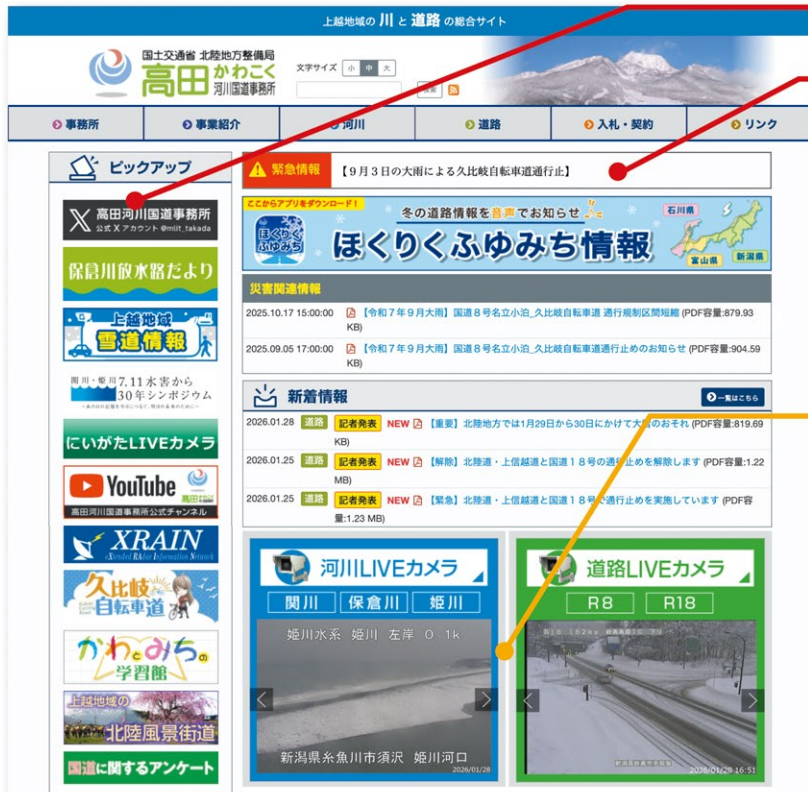 上越地域の 川 と 道路 の総合サイト
国土交通省 北陸地方整備局
高田 かわこく
河川国道事務所
文字サイズ 小 中 大
事務所 事業紹介 河川 道路 入札・契約 リンク
ピックアップ
高田河川国道事務所
公式 X アカウント @mlit_takada
保倉川放水路だより
上越地域
雪道情報
関川・姫川7.11水害から
30年シンポジウム
にいがたLIVEカメラ
YouTube
高田河川国道事務所公式チャンネル
XRAIN
eXtended RAdar Information Network
久比岐
自転車道
かわとみちの
学習館
上越地域の
北陸風景街道
国道に関するアンケート
緊急情報 【9月3日の大雨による久比岐自転車道通行止】
ここからアプリをダウンロード！
ほくりくふゆみち
冬の道路情報を音声でお知らせ
ほくりくふゆみち情報
石川県
富山県
新潟県
災害関連情報
2025.10.17 15:00:00 【令和7年9月大雨】国道8号名立小泊_久比岐自転車道 通行規制区間短縮 (PDF容量:879.93
KB)
2025.09.05 17:00:00 【令和7年9月大雨】国道8号名立小泊_久比岐自転車道通行止めのお知らせ (PDF容量:904.59
KB)
新着情報 一覧はこちら
2026.01.28 道路 記者発表 NEW 【重要】北陸地方では1月29日から30日にかけて大雪のおそれ (PDF容量:819.69
KB)
2026.01.25 道路 記者発表 NEW 【解除】北陸道・上信越道と国道18号の通行止めを解除します (PDF容量:1.22
MB)
2026.01.25 道路 記者発表 NEW 【緊急】北陸道・上信越道と国道18号で通行止めを実施しています (PDF容
量:1.23 MB)
河川LIVEカメラ
関川 保倉川 姫川
姫川水系 姫川 左岸 0.1k
新潟県糸魚川市須沢 姫川河口
2026/01/28
道路LIVEカメラ
R8 R18
2026/01/28 16:51